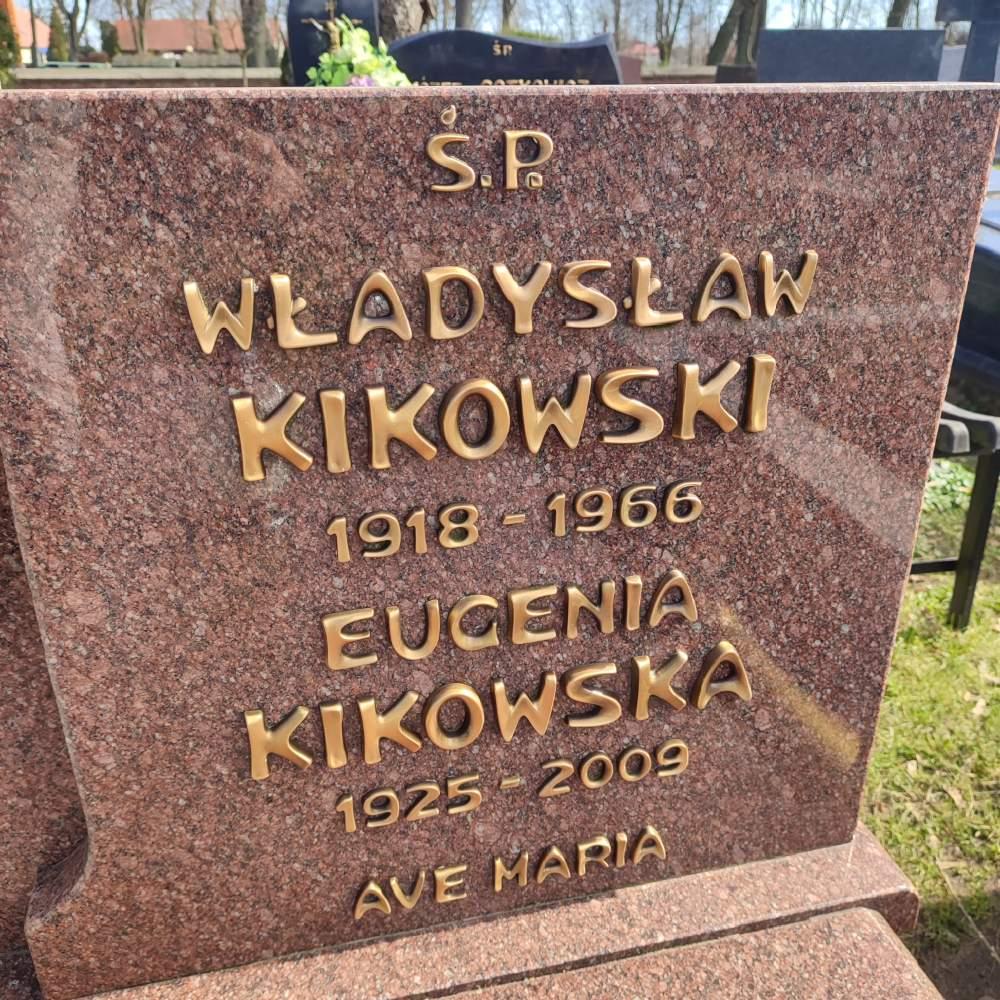 Ś.P.
Ś.P.
WŁADYSŁAW
KIKOWSKI
1918 - 1966
EUGENIA
KIKOWSKA
1925 - 2009
AVE MARIA